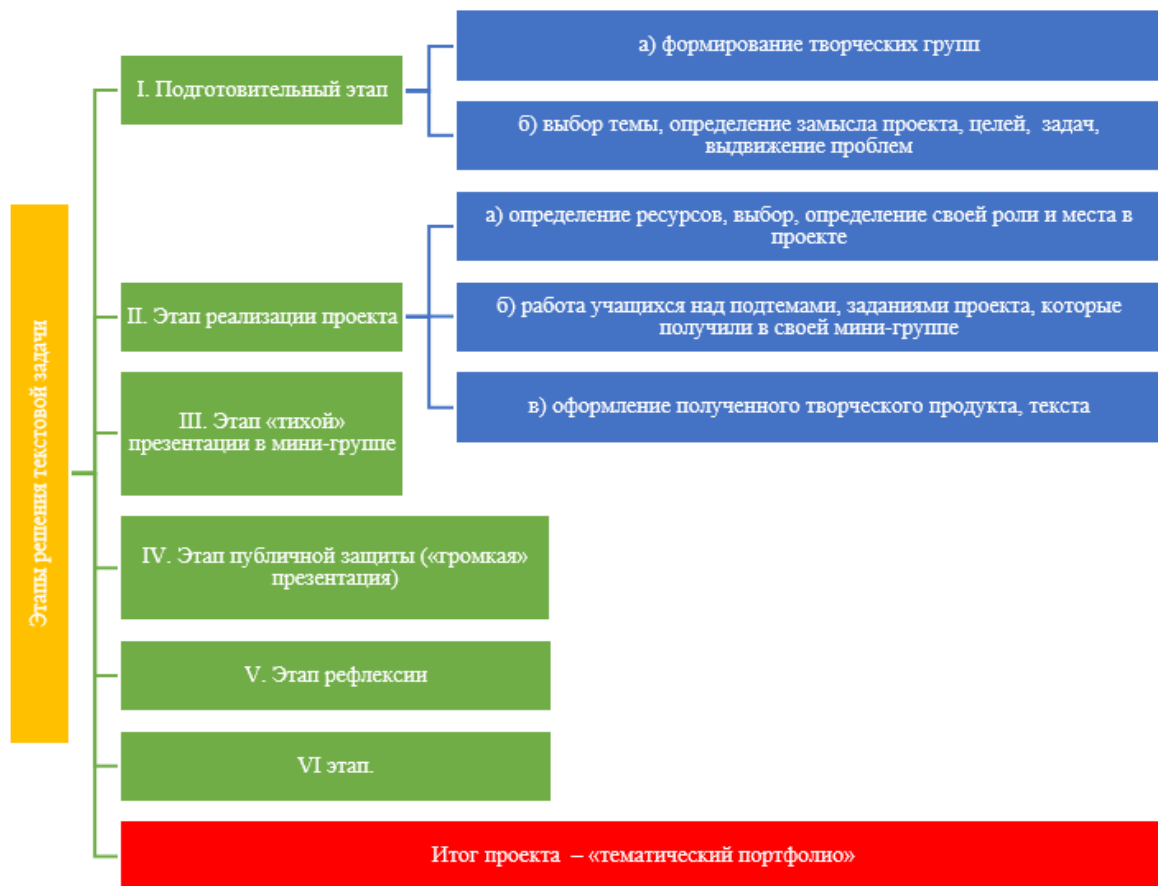 Этапы решения текстовой задачи
I. Подготовительный этап
а) формирование творческих групп
б) выбор темы, определение замысла проекта, целей, задач,
выдвижение проблем
II. Этап реализации проекта
а) определение ресурсов, выбор, определение своей роли и места в
проекте
б) работа учащихся над подтемами, заданиями проекта, которые
получили в своей мини-группе
в) оформление полученного творческого продукта, текста
III. Этап «тихой»
презентации в мини-группе
IV. Этап публичной защиты («громкая»
презентация)
V. Этап рефлексии
VI этап.
Итог проекта – «тематический портфолио»